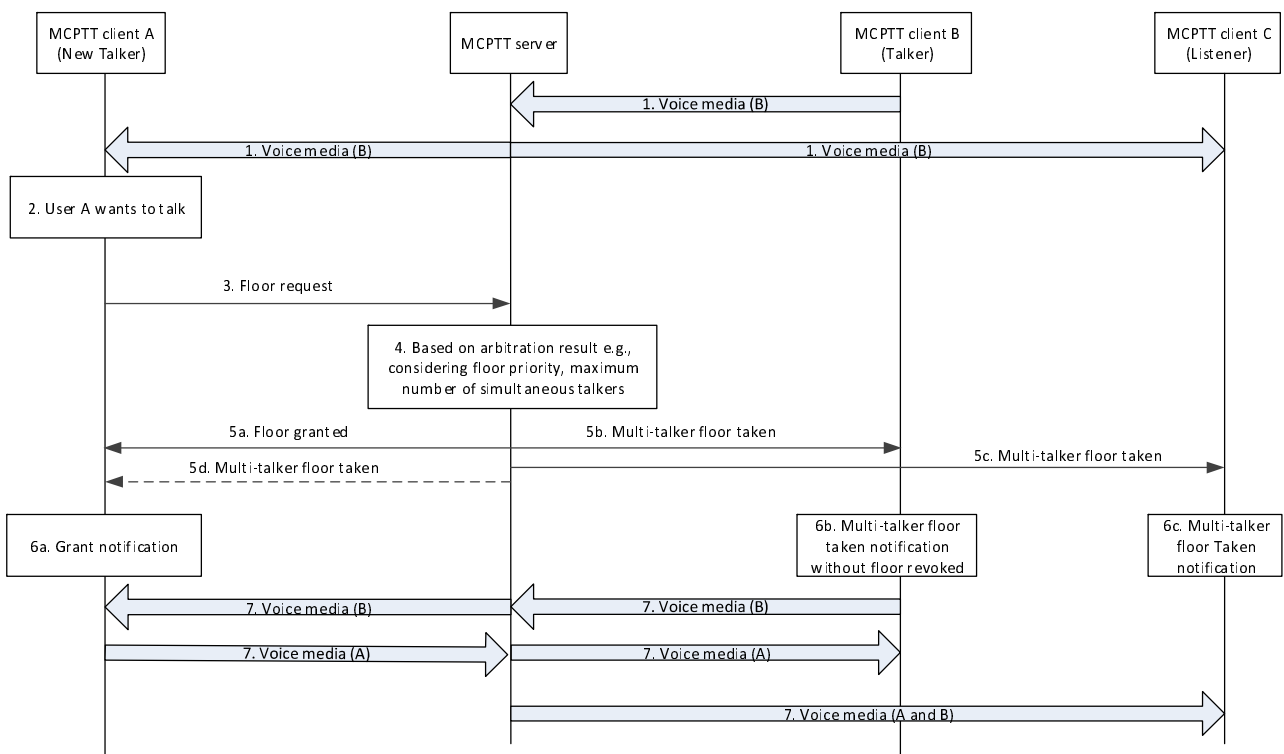 MCPTT client A
(New Talker)
MCPTT server
MCPTT client B
(Talker)
MCPTT client C
(Listener)
1. Voice media (B)
1. Voice media (B)
1. Voice media (B)
2. User A wants to talk
3. Floor request
4. Based on arbitration result e.g.,
considering floor priority, maximum
number of simultaneous talkers
5a. Floor granted
5b. Multi-talker floor taken
5d. Multi-talker floor taken
5c. Multi-talker floor taken
6a. Grant notification
6b. Multi-talker floor
taken notification
without floor revoked
6c. Multi-talker
floor Taken
notification
7. Voice media (B)
7. Voice media (B)
7. Voice media (A)
7. Voice media (A)
7. Voice media (A and B)